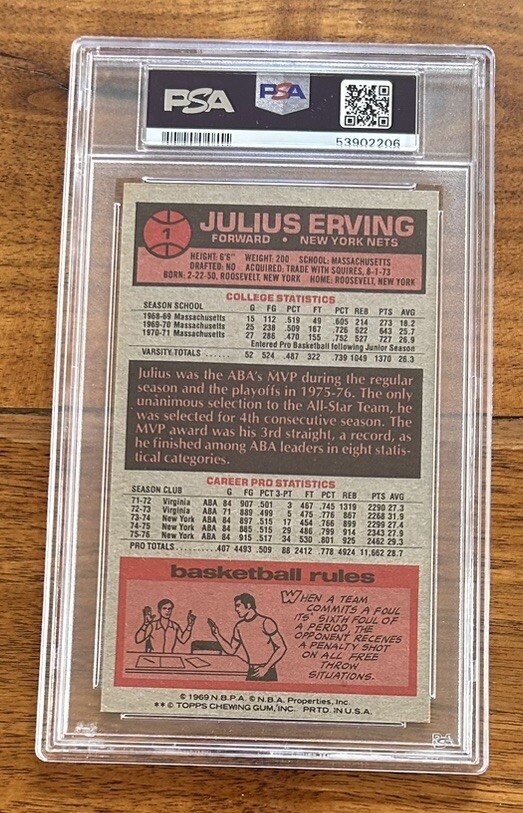 PSA
PSA
53902206
1
JULIUS ERVING
FORWARD • NEW YORK NETS
HEIGHT: 6'6" WEIGHT: 200 SCHOOL: MASSACHUSETTS
DRAFTED: NO ACQUIRED: TRADE WITH SQUIRES, 8-1-73
BORN: 2-22-50, ROOSEVELT, NEW YORK HOME: ROOSEVELT, NEW YORK
COLLEGE STATISTICS
SEASON SCHOOL G FG PCT FT PCT REB PTS AVG
1968-69 Massachusetts 15 112 .519 49 .605 214 273 18.2
1969-70 Massachusetts 25 238 .509 167 .726 522 643 25.7
1970-71 Massachusetts 27 286 .470 155 .752 527 727 26.9
Entered Pro Basketball following Junior Season
VARSITY TOTALS ...... 52 524 .487 322 .739 1049 1370 26.3
Julius was the ABA's MVP during the regular
season and the playoffs in 1975-76. The only
unanimous selection to the All-Star Team, he
was selected for 4th consecutive season. The
MVP award was his 3rd straight, a record, as
he finished among ABA leaders in eight statis-
tical categories.
CAREER PRO STATISTICS
SEASON CLUB G FG PCT 3-PT FT PCT REB PTS AVG
71-72 Virginia ABA 84 907 .501 3 467 .745 1319 2290 27.3
72-73 Virginia ABA 71 889 .499 5 475 .776 867 2268 31.9
73-74 New York ABA 84 897 .515 17 454 .766 899 2299 27.4
74-75 New York ABA 84 885 .515 29 486 .799 914 2343 27.9
75-76 New York ABA 84 915 .517 34 530 .801 925 2462 29.3
PRO TOTALS......... .407 4493 .509 88 2412 .778 4924 11,662 28.7
basketball rules
WHEN A TEAM
COMMITS A FOUL
ITS' SIXTH FOUL OF
A PERIOD, THE
OPPONENT RECEIVES
A PENALTY SHOT
ON ALL FREE
THROW
SITUATIONS.
© 1969 N.B.P.A. © N.B.A. Properties, Inc.
** © TOPPS CHEWING GUM, INC. PRTD. IN U.S.A.